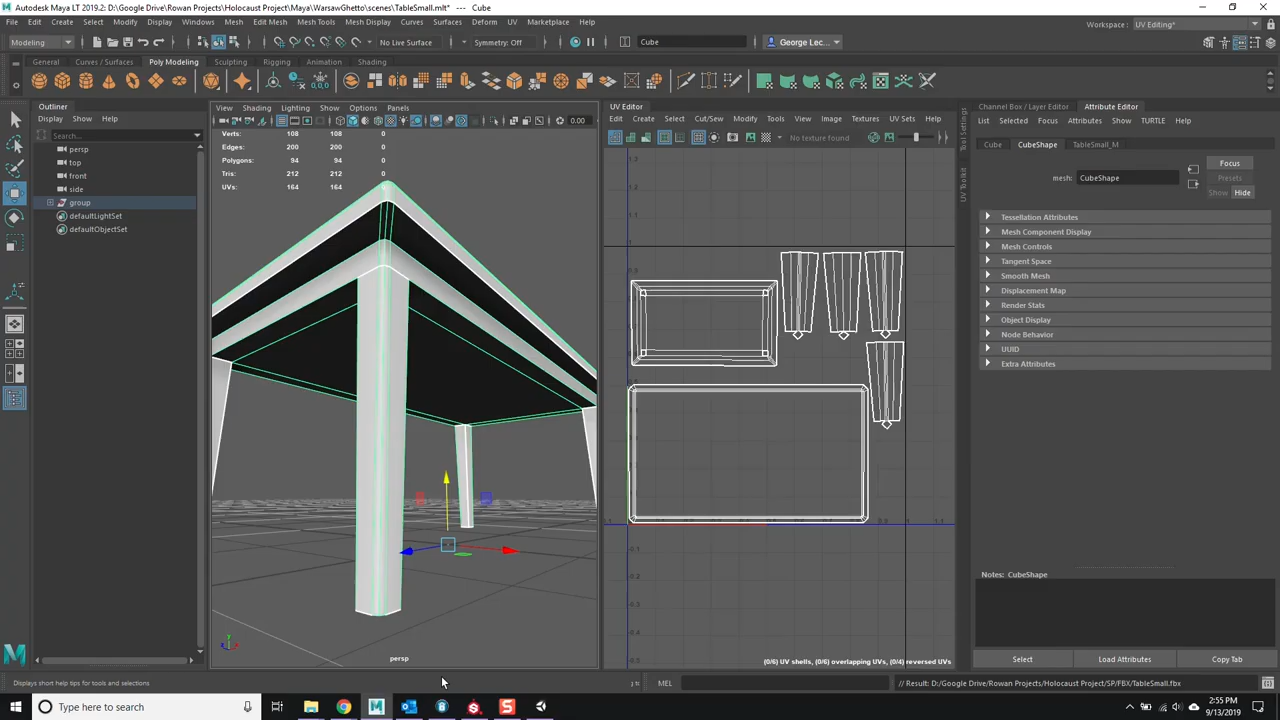 Autodesk Maya LT 2019.2: D:\Google Drive\Rowan Projects\Holocaust Project\Maya\WarsawGhetto\scenes\TableSmall.mlt* --- Cube
File Edit Create Select Modify Display Windows Mesh Edit Mesh Mesh Tools Mesh Display Curves Surfaces Deform UV Marketplace Help
Workspace : UV Editing*
Modeling No Live Surface Symmetry: Off Cube George Lec...
General Curves / Surfaces Poly Modeling Sculpting Rigging Animation
Outliner
Display Show Help
Search...
persp
top
front
side
group
defaultLightSet
defaultObjectSet
View Shading Lighting Show Options Panels
0.00
Verts: 108 108 0
Edges: 200 200 0
Polygons: 94 94 0
Tris: 212 212 0
UVs: 164 164 0
persp
UV Editor
Edit Create Select Cut/Sew Modify Tools View Image Textures UV Sets Help
No texture found
(0/6) UV shells, (0/6) overlapping UVs, (0/4) reversed UVs
Tool Settings
UV Toolkit
Channel Box / Layer Editor Attribute Editor
List Selected Focus Attributes Show TURTLE Help
Cube CubeShape TableSmall_M
mesh: CubeShape
Focus
Presets
Show Hide
Tessellation Attributes
Mesh Component Display
Mesh Controls
Tangent Space
Smooth Mesh
Displacement Map
Render Stats
Object Display
Node Behavior
UUID
Extra Attributes
Notes: CubeShape
Select Load Attributes Copy Tab
Displays short help tips for tools and selections
MEL
// Result: D:/Google Drive/Rowan Projects/Holocaust Project/SP/FBX/TableSmall.fbx
Type here to search
2:55 PM
9/13/2019